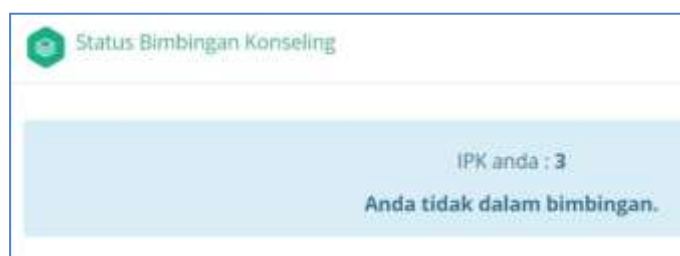 Status Bimbingan Konseling
IPK anda : 3
Anda tidak dalam bimbingan.